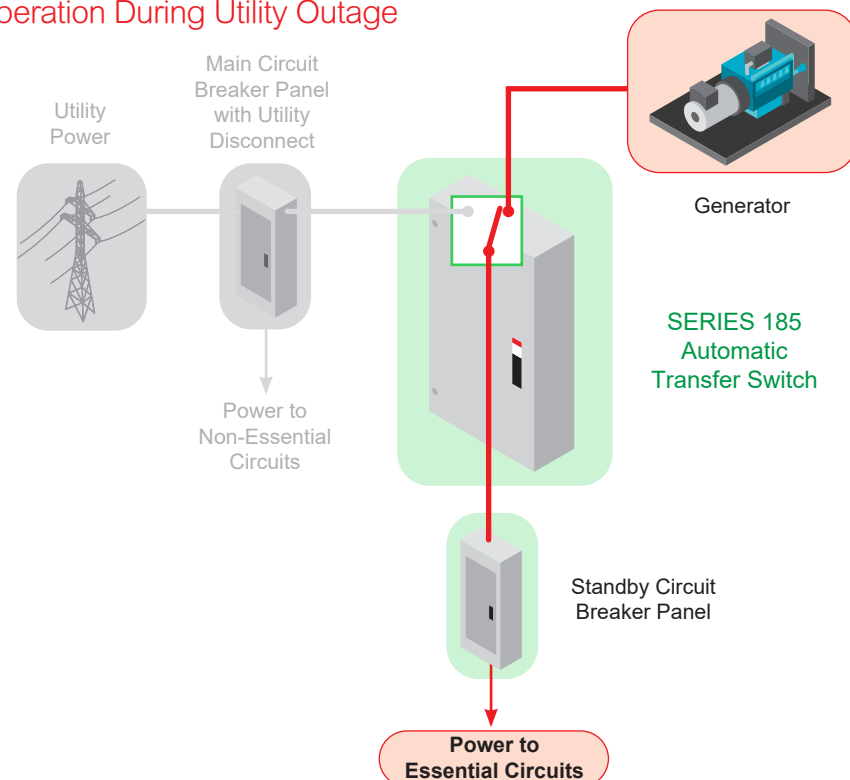 peration During Utility Outage
Utility
Power
Main Circuit
Breaker Panel
with Utility
Disconnect
Generator
SERIES 185
Automatic
Transfer Switch
Power to
Non-Essential
Circuits
Standby Circuit
Breaker Panel
Power to
Essential Circuits